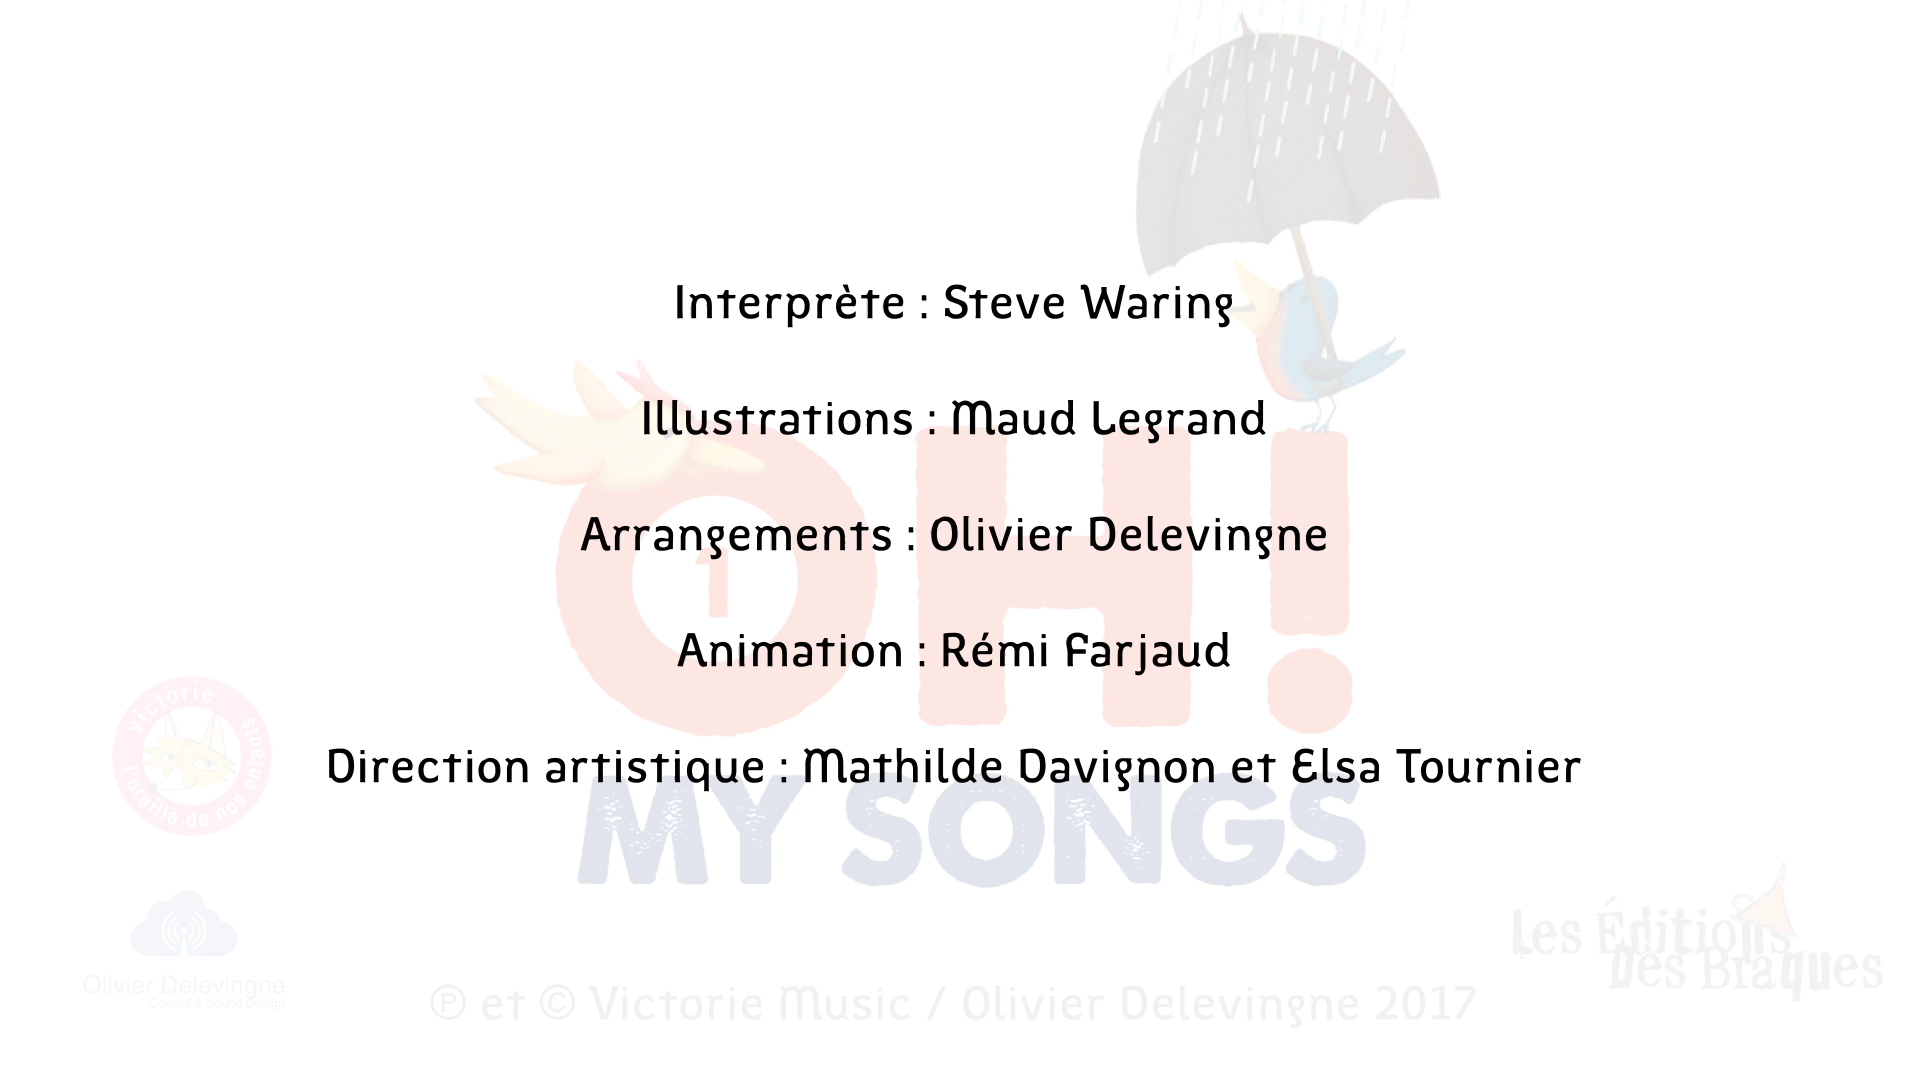 Interprète : Steve Waring
Illustrations : Maud Legrand
OH!
1
Arrangements : Olivier Delevingne
Animation : Rémi Farjaud
victorie
l'oreille de nos enfants
Direction artistique : Mathilde Davignon et Elsa Tournier
MY SONGS
Les Éditions
Des Braques
Olivier Delevingne
Conseil & Sound Design
℗ et © Victorie Music / Olivier Delevingne 2017